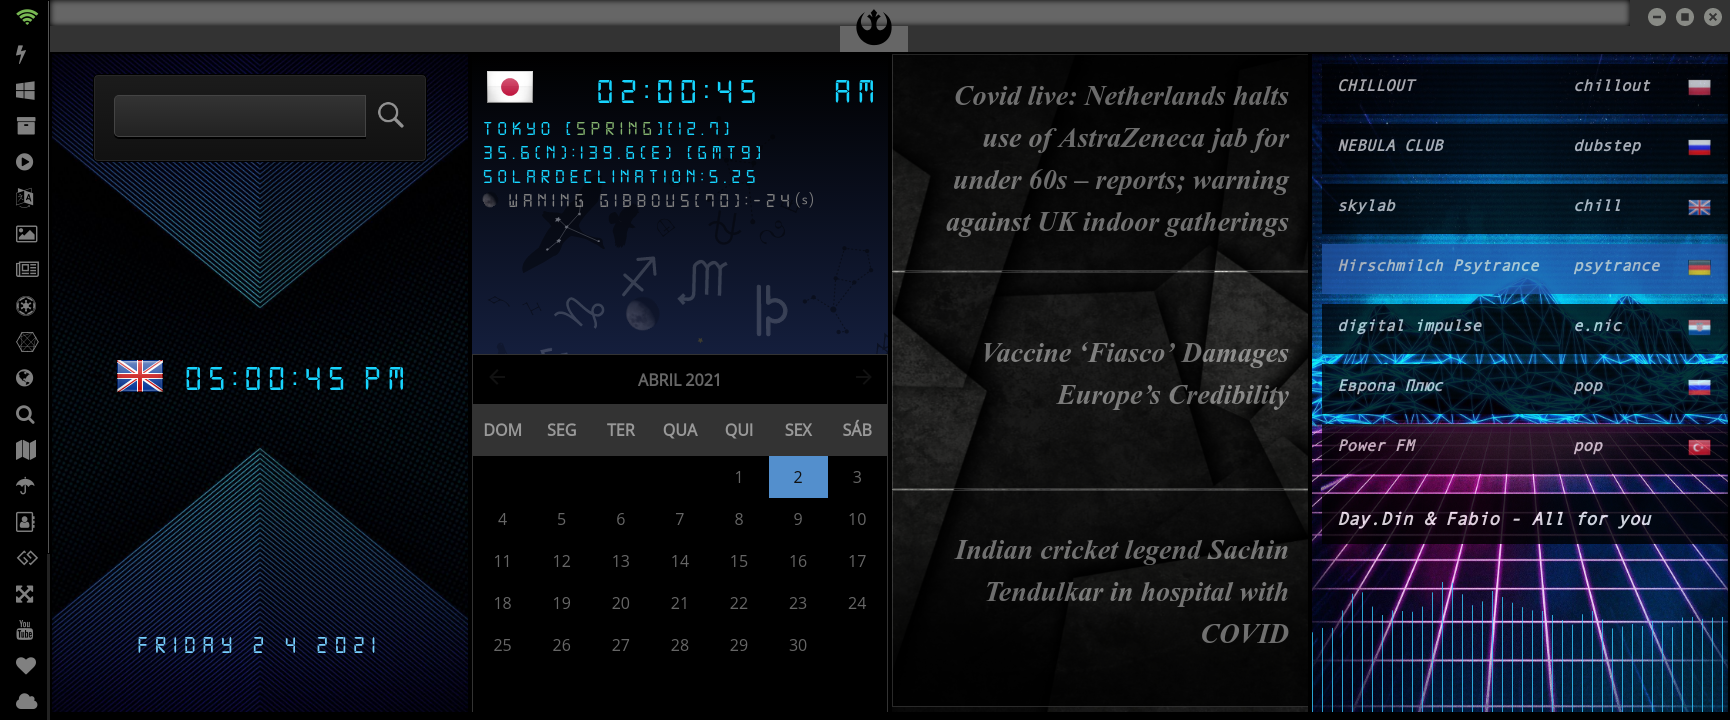 05:00:45 PM
FRIDAY 2 4 2021
02:00:45 AM
TOKYO [SPRING][12.7]
35.6(N):139.6(E) [GMT9]
SOLARDECLINATION:5.25
WANING GIBBOUS[70]:-24(s)
ABRIL 2021
DOM SEG TER QUA QUI SEX SÁB
1 2 3
4 5 6 7 8 9 10
11 12 13 14 15 16 17
18 19 20 21 22 23 24
25 26 27 28 29 30
Covid live: Netherlands halts
use of AstraZeneca jab for
under 60s – reports; warning
against UK indoor gatherings
Vaccine ‘Fiasco’ Damages
Europe’s Credibility
Indian cricket legend Sachin
Tendulkar in hospital with
COVID
CHILLOUT chillout
NEBULA CLUB dubstep
skylab chill
Hirschmilch Psytrance psytrance
digital impulse e.nic
Европа Плюс pop
Power FM pop
Day.Din & Fabio - All for you
You
Tube